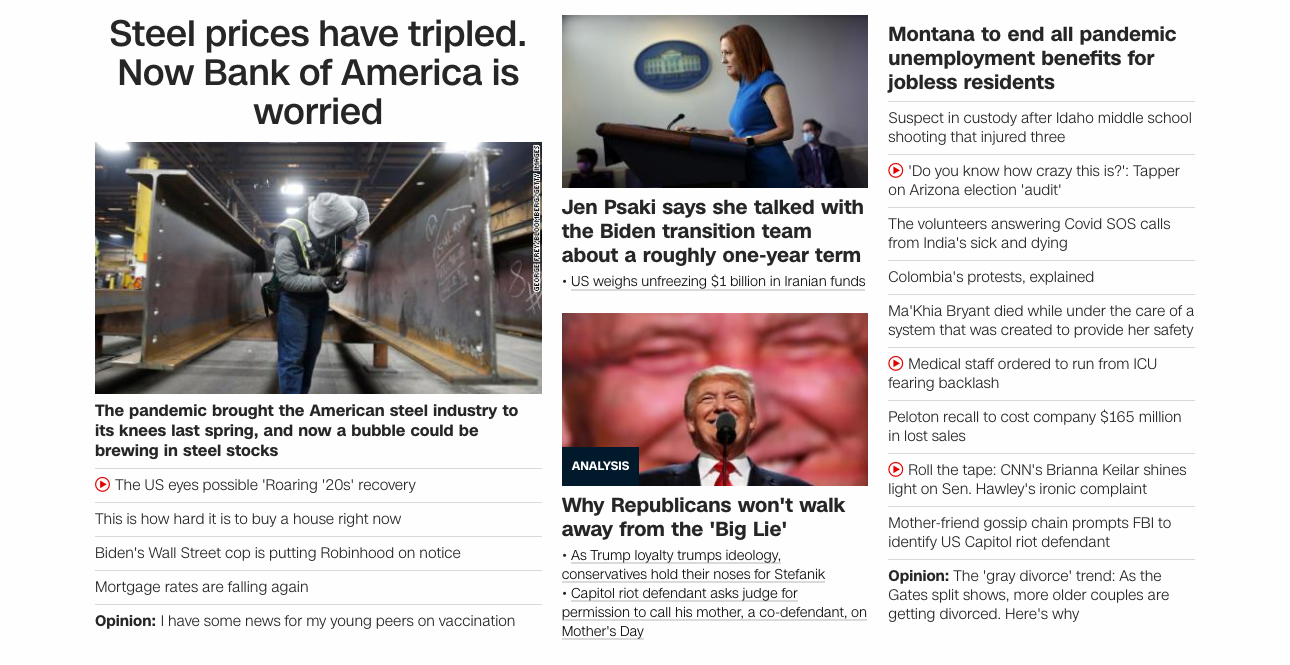 Steel prices have tripled.
Now Bank of America is
worried
GEORGE FREY/BLOOMBERG/GETTY IMAGES
The pandemic brought the American steel industry to
its knees last spring, and now a bubble could be
brewing in steel stocks
The US eyes possible 'Roaring '20s' recovery
This is how hard it is to buy a house right now
Biden's Wall Street cop is putting Robinhood on notice
Mortgage rates are falling again
Opinion: I have some news for my young peers on vaccination
Jen Psaki says she talked with
the Biden transition team
about a roughly one-year term
• US weighs unfreezing $1 billion in Iranian funds
ANALYSIS
Why Republicans won't walk
away from the 'Big Lie'
• As Trump loyalty trumps ideology,
conservatives hold their noses for Stefanik
• Capitol riot defendant asks judge for
permission to call his mother, a co-defendant, on
Mother's Day
Montana to end all pandemic
unemployment benefits for
jobless residents
Suspect in custody after Idaho middle school
shooting that injured three
'Do you know how crazy this is?': Tapper
on Arizona election 'audit'
The volunteers answering Covid SOS calls
from India's sick and dying
Colombia's protests, explained
Ma'Khia Bryant died while under the care of a
system that was created to provide her safety
Medical staff ordered to run from ICU
fearing backlash
Peloton recall to cost company $165 million
in lost sales
Roll the tape: CNN's Brianna Keilar shines
light on Sen. Hawley's ironic complaint
Mother-friend gossip chain prompts FBI to
identify US Capitol riot defendant
Opinion: The 'gray divorce' trend: As the
Gates split shows, more older couples are
getting divorced. Here's why